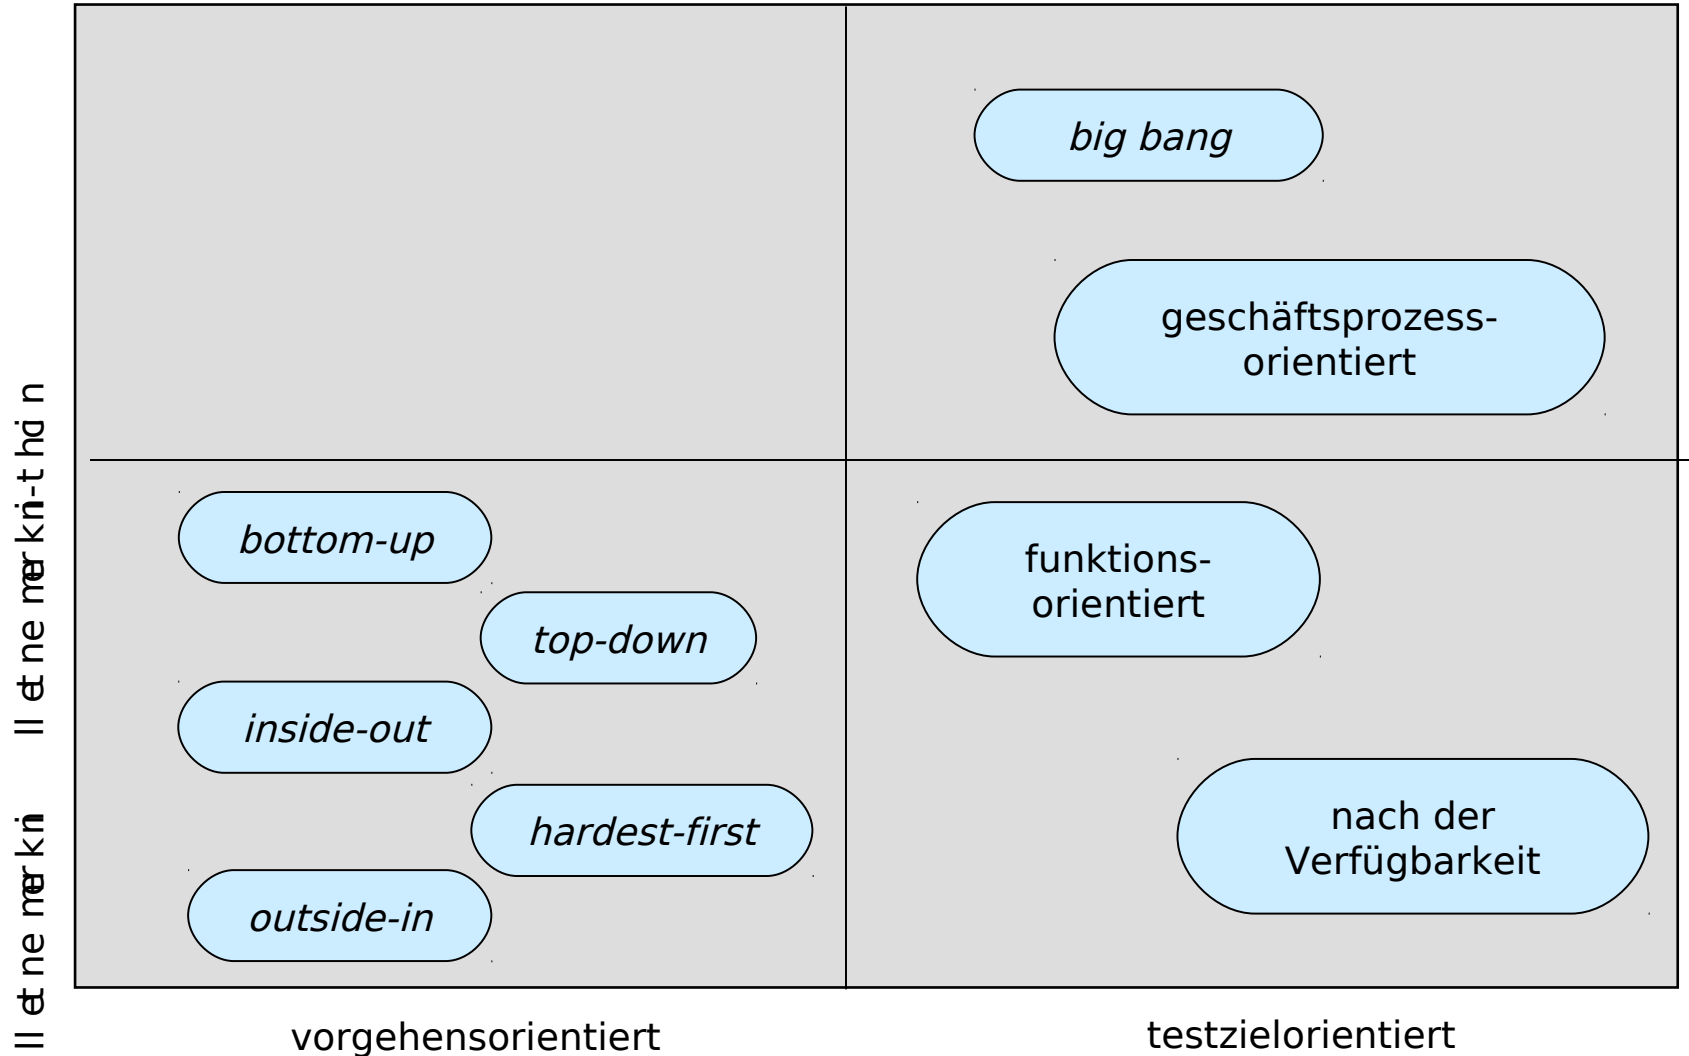 big bang
geschäftsprozess-
orientiert
bottom-up
funktions-
orientiert
top-down
inside-out
hardest-first
nach der
Verfügbarkeit
outside-in
vorgehensorientiert
testzielorientiert